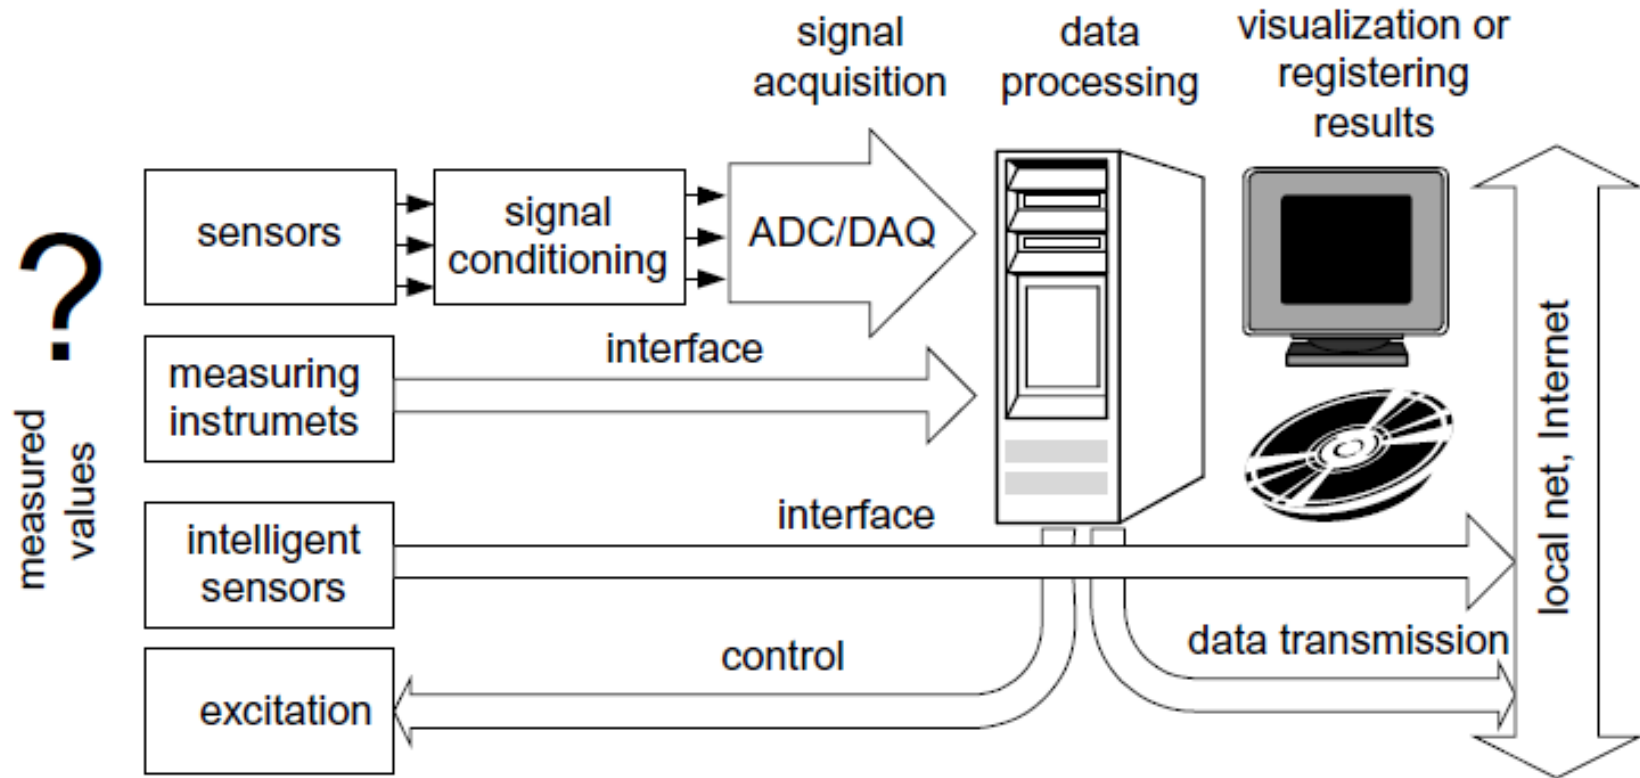 signal
acquisition
data
processing
visualization or
registering
results
?
measured
values
sensors
signal
conditioning
ADC/DAQ
measuring
instrumets
interface
intelligent
sensors
interface
excitation
control
data transmission
local net, Internet